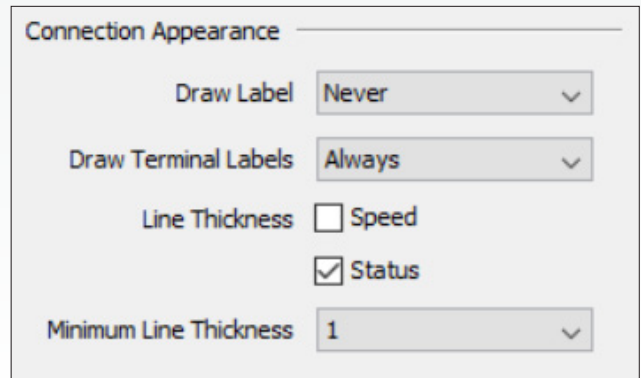 Connection Appearance
Draw Label Never
Draw Terminal Labels Always
Line Thickness Speed
Status
Minimum Line Thickness 1